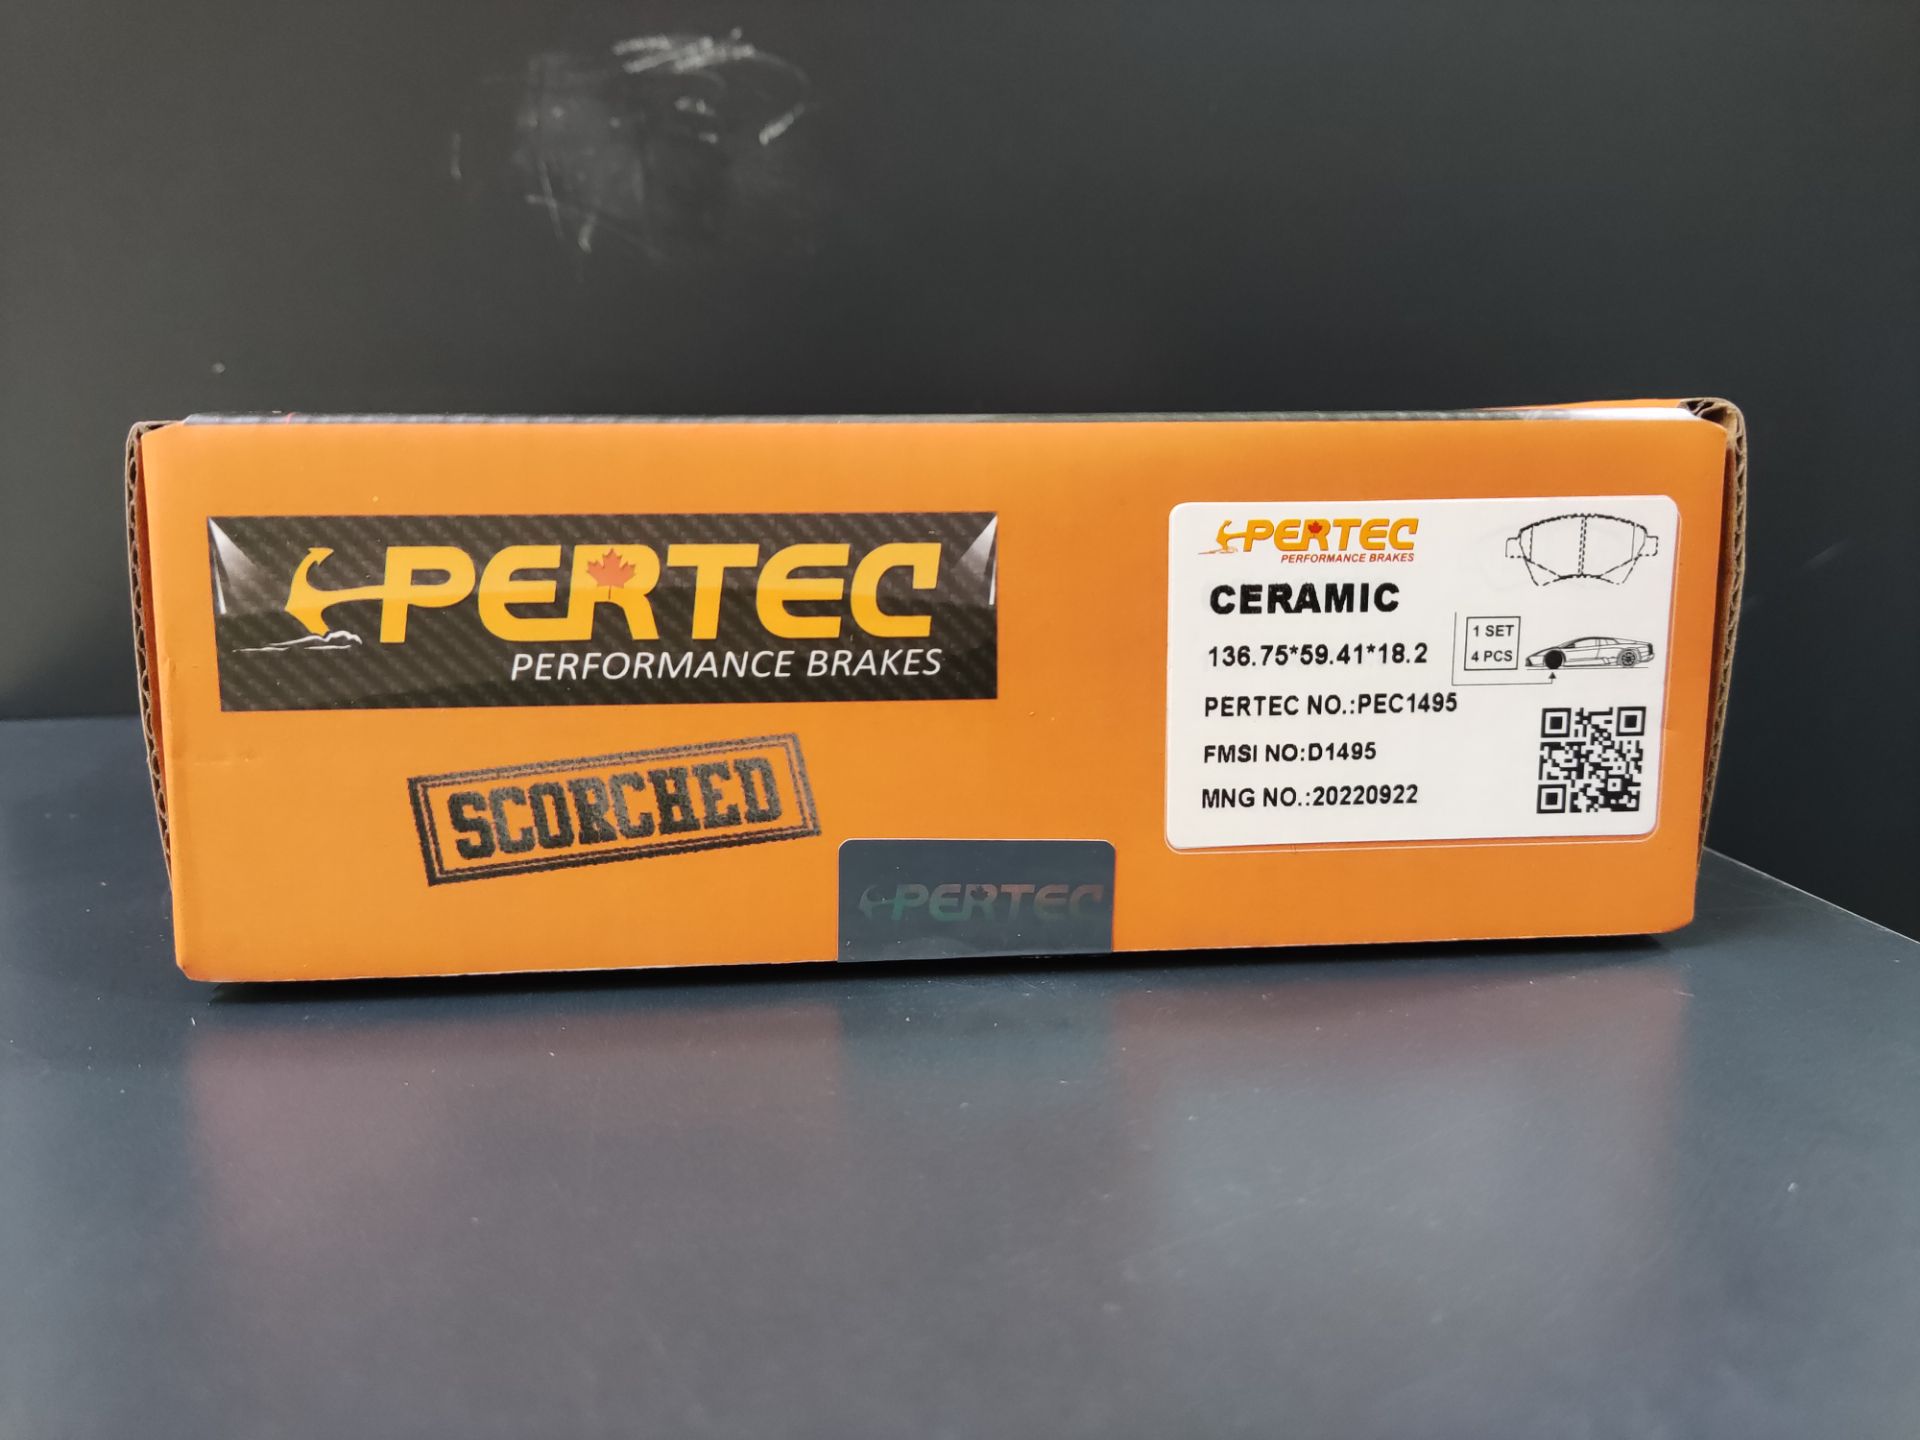 PERTEC
PERFORMANCE BRAKES
SCORCHED
PERTEC
PERTEC
PERFORMANCE BRAKES
CERAMIC
136.75*59.41*18.2
1 SET
4 PCS
PERTEC NO.:PEC1495
FMSI NO:D1495
MNG NO.:20220922